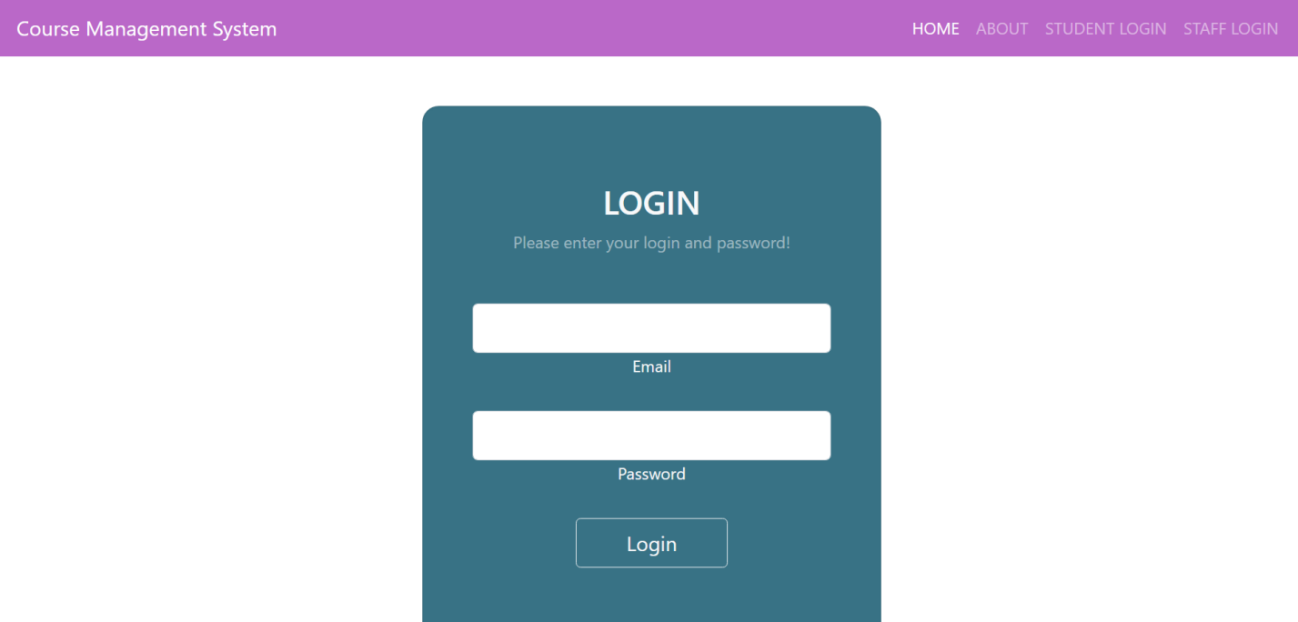 Course Management System HOME ABOUT STUDENT LOGIN STAFF LOGIN
LOGIN
Please enter your login and password!
Email
Password
Login